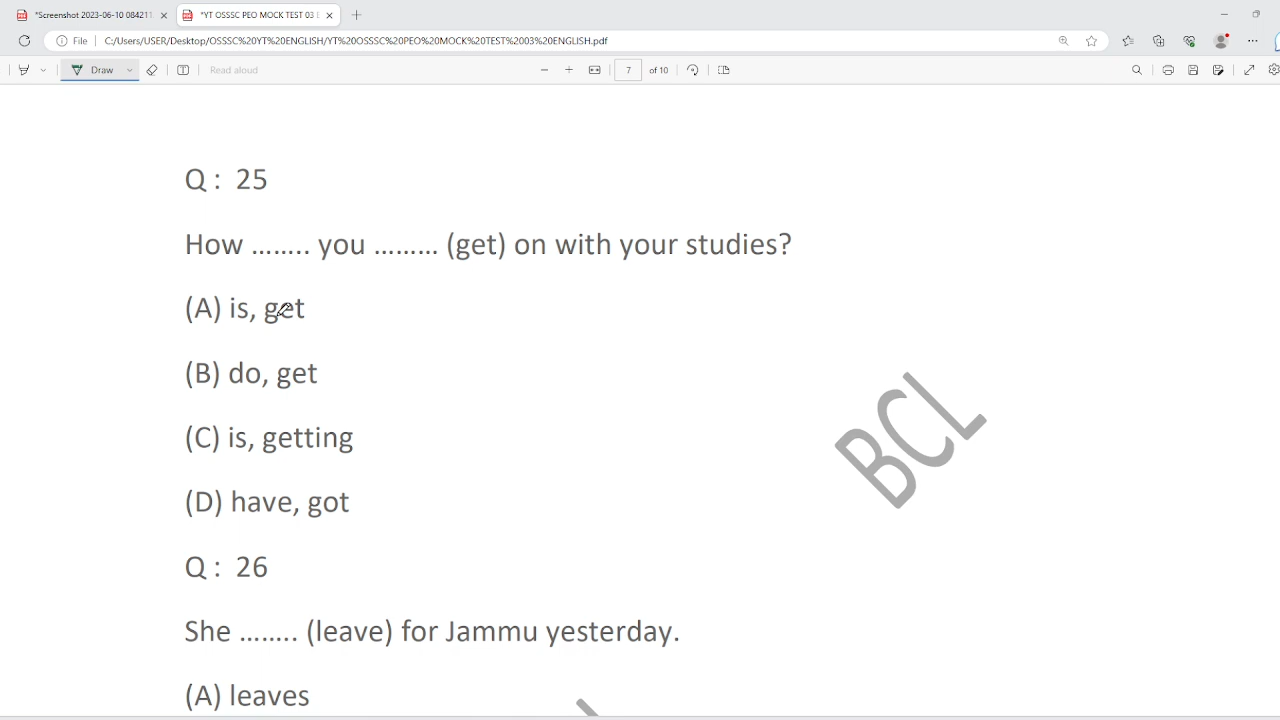 *Screenshot 2023-06-10 084211
*YT OSSSC PEO MOCK TEST 03
File
C:/Users/USER/Desktop/OSSSC%20YT%20ENGLISH/YT%20OSSSC%20PEO%20MOCK%20TEST%2003%20ENGLISH.pdf
Draw
Read aloud
7 of 10
Q : 25
How …….. you ……… (get) on with your studies?
(A) is, get
(B) do, get
(C) is, getting
(D) have, got
BCL
Q : 26
She …….. (leave) for Jammu yesterday.
(A) leaves